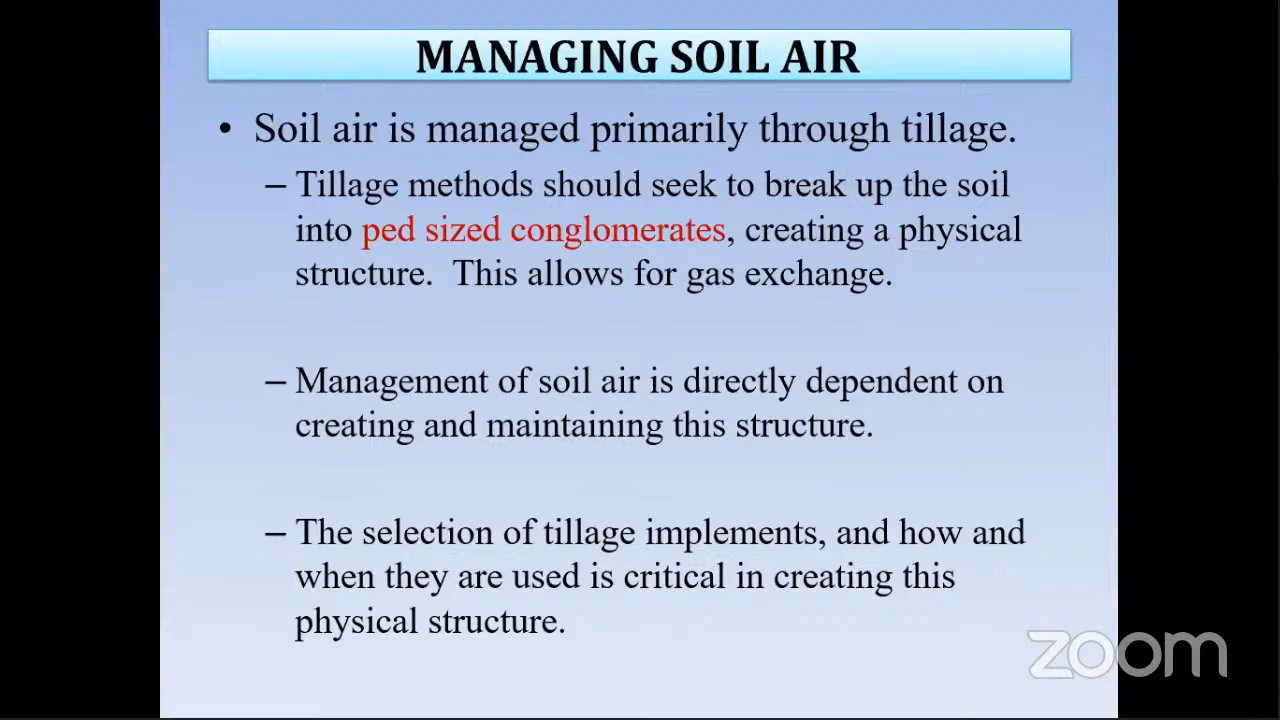 MANAGING SOIL AIR
• Soil air is managed primarily through tillage.
– Tillage methods should seek to break up the soil
into ped sized conglomerates, creating a physical
structure.  This allows for gas exchange.
– Management of soil air is directly dependent on
creating and maintaining this structure.
– The selection of tillage implements, and how and
when they are used is critical in creating this
physical structure.
zoom